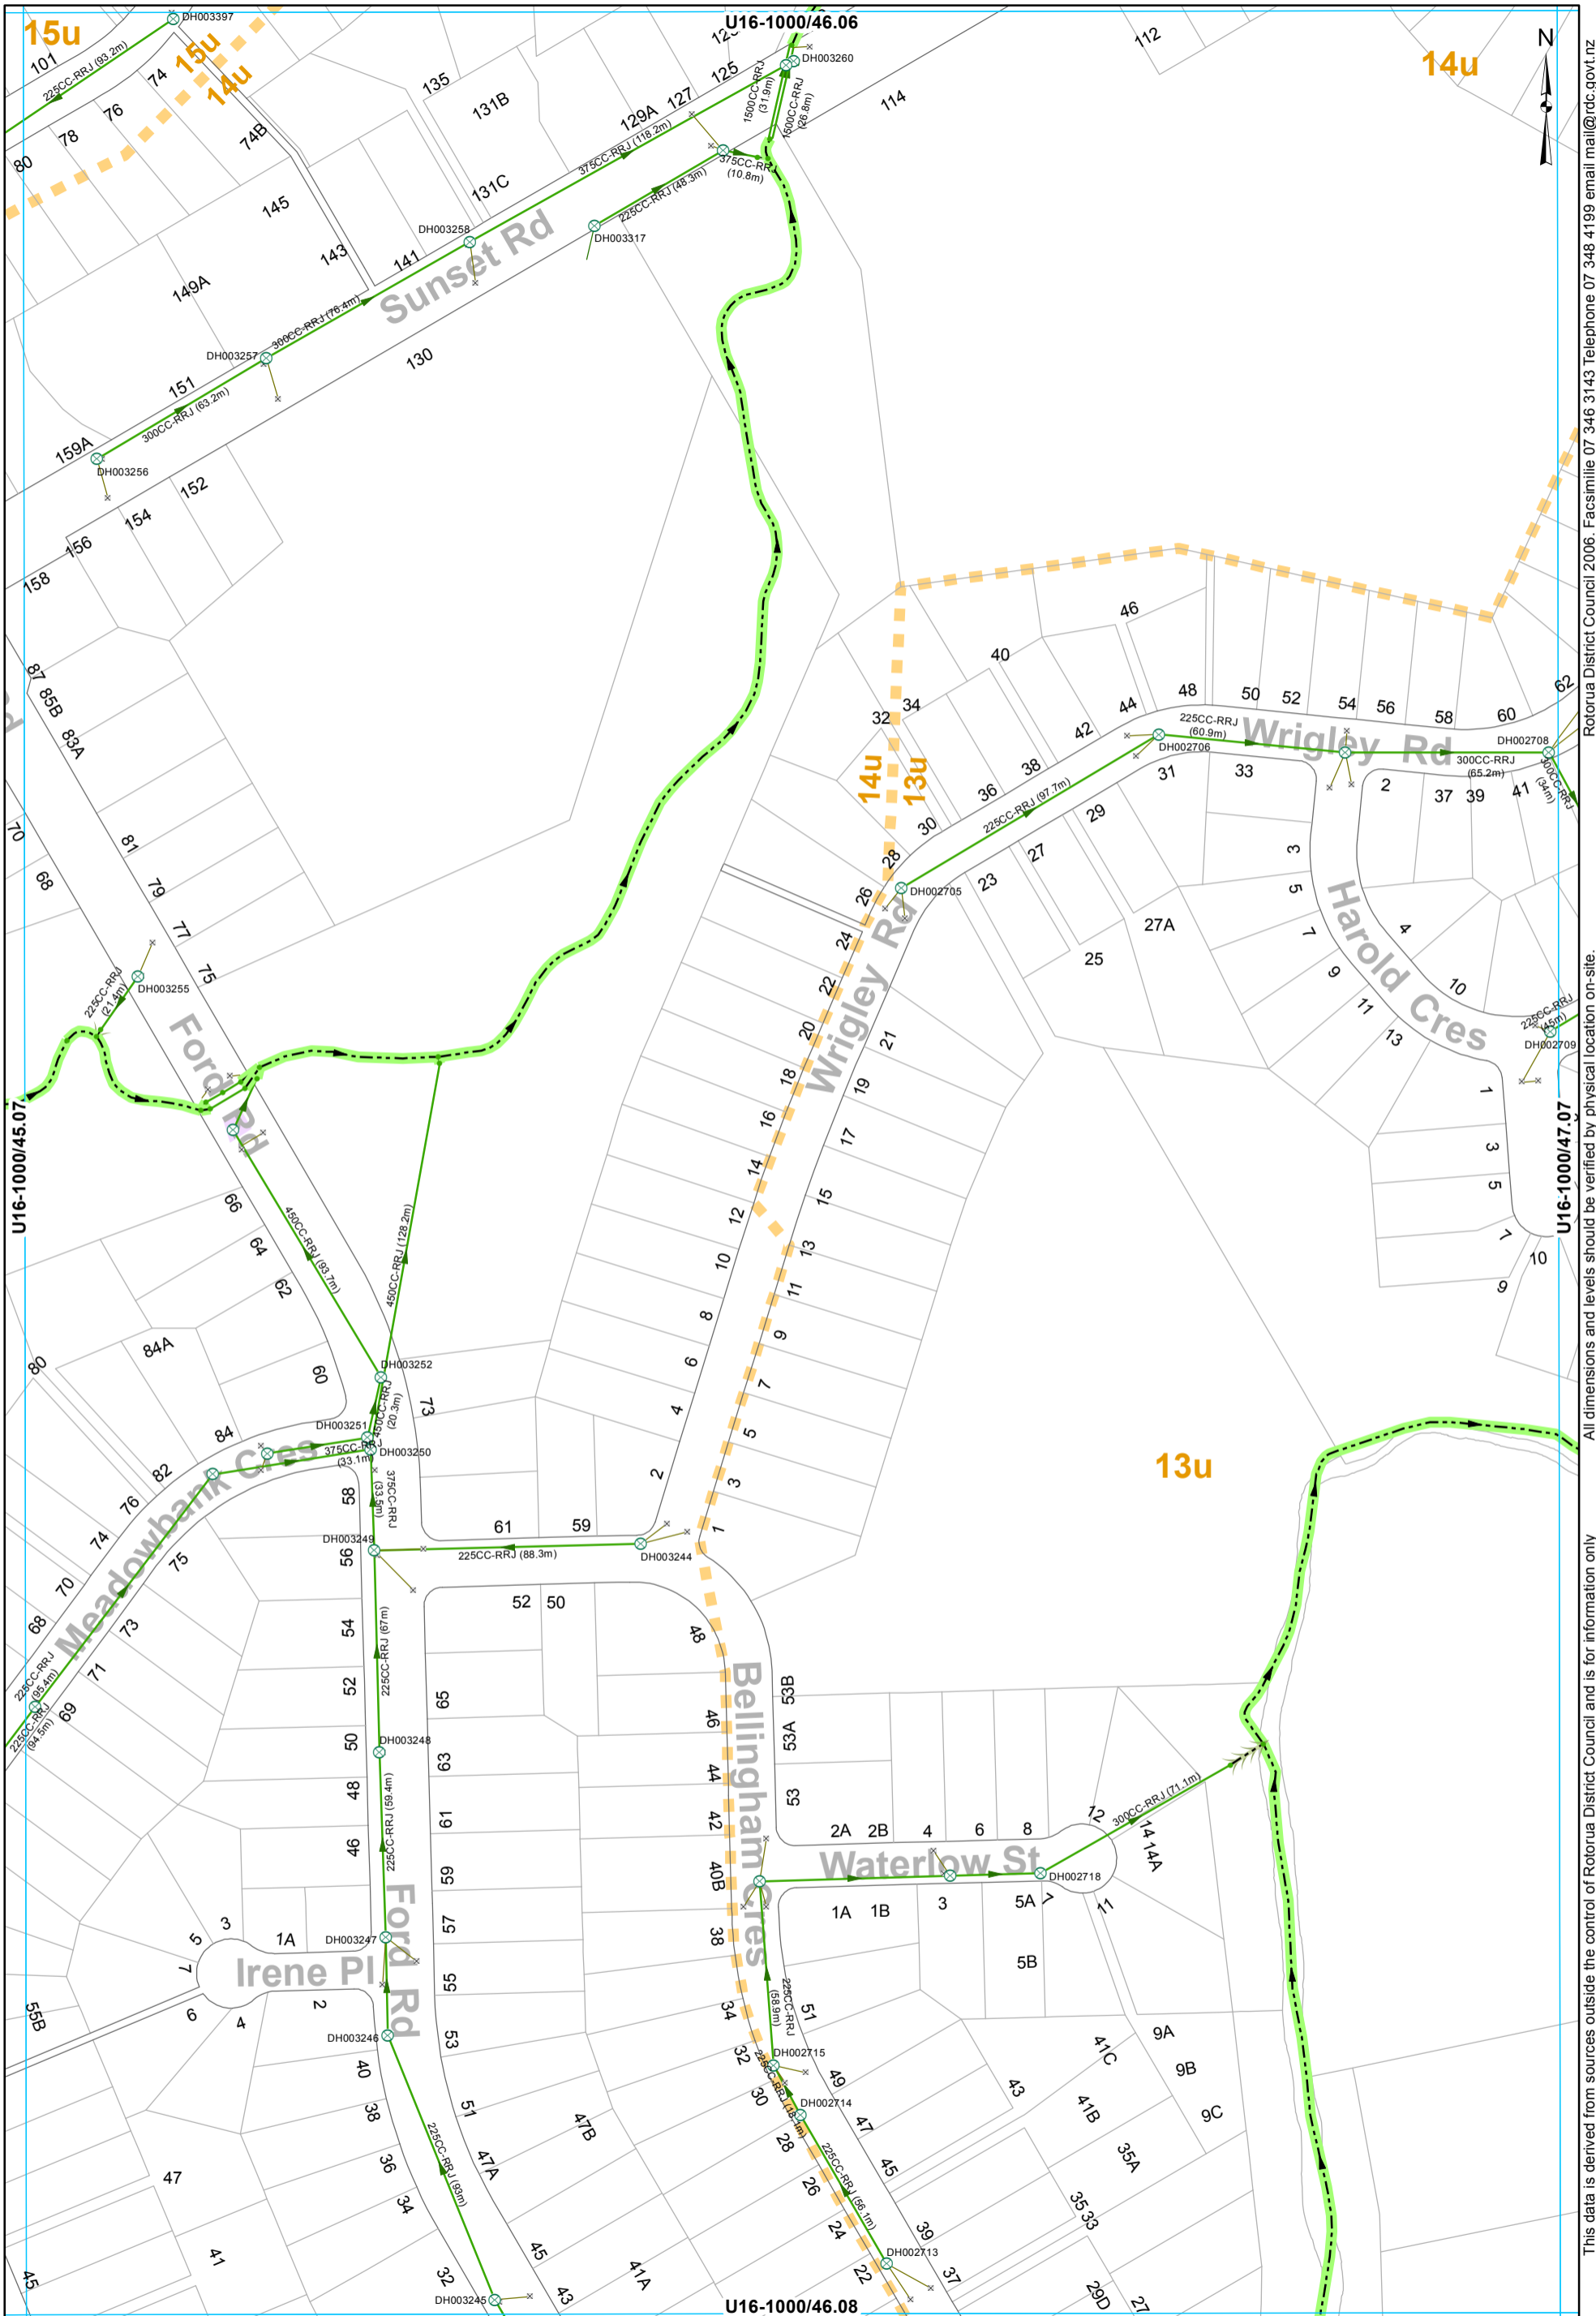 U16-1000/46.06
15u
15u
14u
14u
N
DH003397
101
225CC-RRJ (93.2m)
74
76
78
80
74B
135
131B
125
127
129A
131C
112
114
DH003260
1500CC-RRJ
(31.9m)
1500CC-RRJ
(26.8m)
375CC-RRJ (118.2m)
375CC-RRJ
(10.8m)
225CC-RRJ (48.3m)
DH003317
DH003258
145
143
141
149A
Sunset Rd
130
300CC-RRJ (76.4m)
DH003257
151
300CC-RRJ (63.2m)
159A
DH003256
152
154
156
158
87
85B
83A
81
79
77
75
70
68
DH003255
225CC-RRJ
(21.4m)
Ford Rd
U16-1000/45.07
66
64
62
60
450CC-RRJ (93.7m)
450CC-RRJ (128.2m)
DH003252
450CC-RRJ
(20.3m)
DH003251
DH003250
375CC-RRJ
(33.1m)
375CC-RRJ
(33.5m)
73
80
84A
84
82
76
74
70
68
Meadowbank Cres
75
73
71
69
225CC-RRJ
(95.4m)
225CC-RRJ
(94.5m)
DH003249
58
56
54
52
50
48
46
61
59
225CC-RRJ (88.3m)
DH003244
52
50
48
225CC-RRJ (67m)
DH003248
225CC-RRJ (59.4m)
65
63
61
59
57
55
53
51
47A
47B
45
43
41A
Ford Rd
DH003247
DH003246
225CC-RRJ (93m)
DH003245
Irene Pl
5
3
1A
7
6
4
2
55B
47
41
45
40
38
36
34
32
14u
13u
32
34
40
46
48
50
52
54
56
58
60
62
44
42
38
36
30
28
26
24
22
20
18
16
14
12
10
8
6
4
2
Wrigley Rd
225CC-RRJ
(60.9m)
DH002706
DH002708
300CC-RRJ
(65.2m)
300CC-RRJ
(34m)
225CC-RRJ (97.7m)
DH002705
Wrigley Rd
31
33
29
27
23
25
27A
21
19
17
15
13
11
9
7
5
3
1
2
37
39
41
3
5
7
9
11
13
4
10
Harold Cres
225CC-RRJ
(45m)
DH002709
1
3
5
7
9
10
U16-1000/47.07
13u
Bellingham Cres
46
44
42
40B
38
34
32
30
28
26
24
22
53B
53A
53
2A
2B
4
6
8
12
14
14A
Waterlow St
300CC-RRJ (71.1m)
DH002718
1A
1B
3
5A
7
11
5B
225CC-RRJ
(58.9m)
51
DH002715
225CC-RRJ (18.1m)
DH002714
225CC-RRJ (56.1m)
DH002713
49
47
45
39
37
43
41C
41B
35A
35
33
9A
9B
9C
29D
27
U16-1000/46.08
Rotorua District Council 2006. Facsimilie 07 346 3143 Telephone 07 348 4199 email mail@rdc.govt.nz
All dimensions and levels should be verified by physical location on-site.
This data is derived from sources outside the control of Rotorua District Council and is for information only